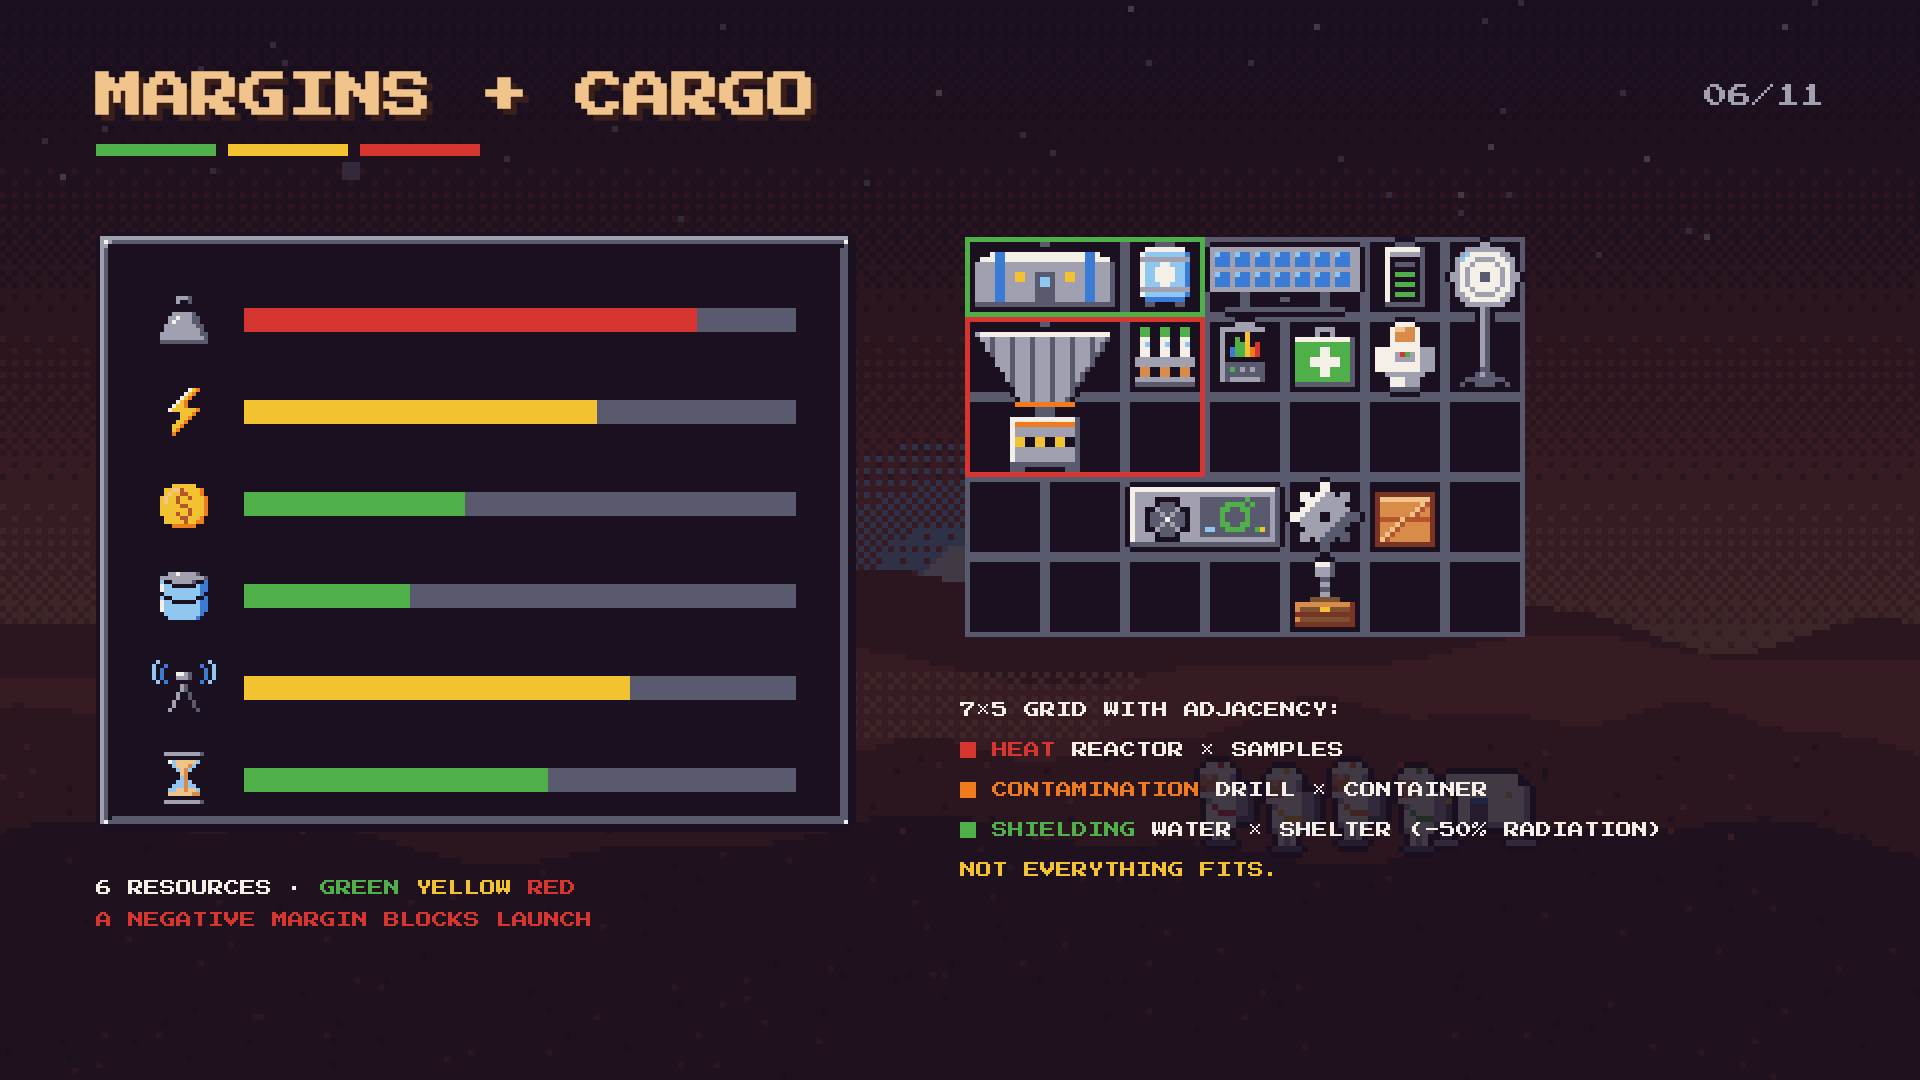 MARGINS + CARGO
06/11
6 RESOURCES · GREEN YELLOW RED
A NEGATIVE MARGIN BLOCKS LAUNCH
7×5 GRID WITH ADJACENCY:
HEAT REACTOR × SAMPLES
CONTAMINATION DRILL × CONTAINER
SHIELDING WATER × SHELTER (-50% RADIATION)
NOT EVERYTHING FITS.